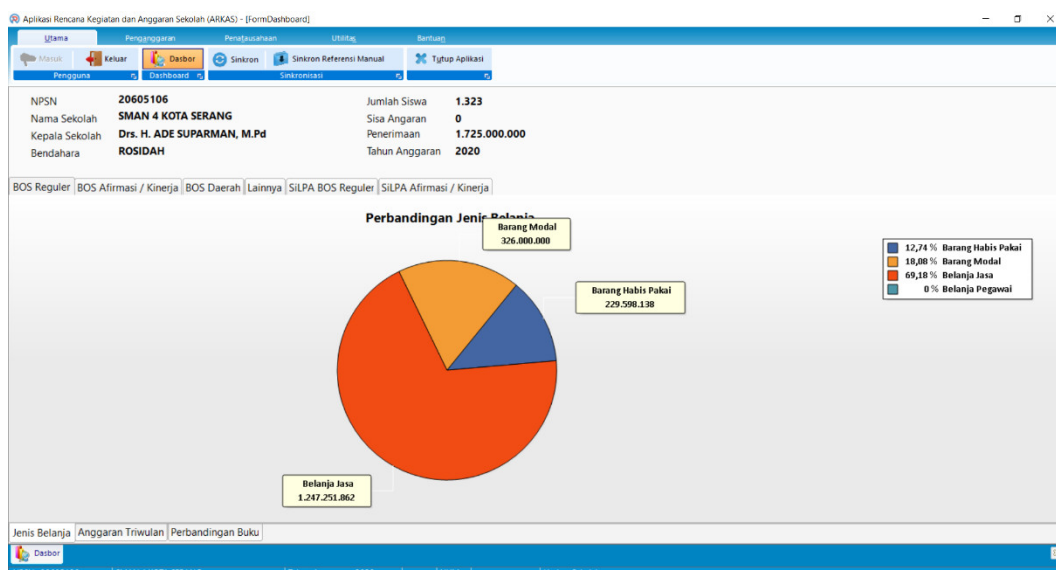 Aplikasi Rencana Kegiatan dan Anggaran Sekolah (ARKAS) - [FormDashboard]
Utama Penganggaran Penatausahaan Utilitas Bantuan
Masuk Keluar Dasbor Sinkron Sinkron Referensi Manual Tutup Aplikasi
Pengguna Dashboard Sinkronisasi
NPSN 20605106
Nama Sekolah SMAN 4 KOTA SERANG
Kepala Sekolah Drs. H. ADE SUPARMAN, M.Pd
Bendahara ROSIDAH
Jumlah Siswa 1.323
Sisa Angaran 0
Penerimaan 1.725.000.000
Tahun Anggaran 2020
BOS Reguler BOS Afirmasi / Kinerja BOS Daerah Lainnya SiLPA BOS Reguler SiLPA Afirmasi / Kinerja
Perbandingan Jenis Belanja
Barang Modal
326.000.000
Barang Habis Pakai
229.598.138
Belanja Jasa
1.247.251.862
12,74 % Barang Habis Pakai
18,08 % Barang Modal
69,18 % Belanja Jasa
0 % Belanja Pegawai
Jenis Belanja Anggaran Triwulan Perbandingan Buku
Dasbor